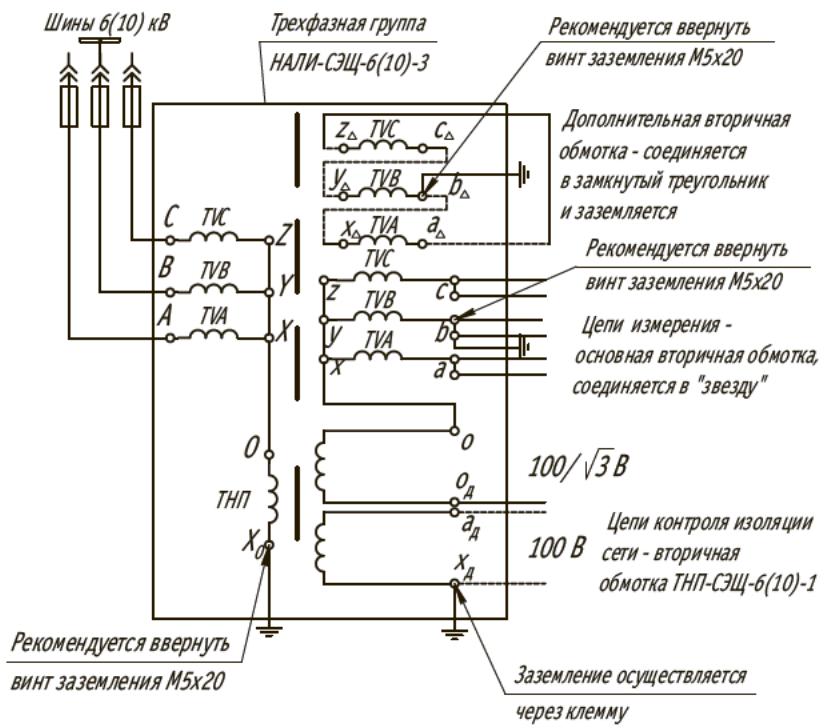 Шины 6(10) кВ
Трехфазная группа
НАЛИ-СЭЩ-6(10)-3
Рекомендуется ввернуть
винт заземления М5х20
Дополнительная вторичная
обмотка - соединяется
в замкнутый треугольник
и заземляется
z△ TVC c△
y△ TVB b△
x△ TVA a△
Рекомендуется ввернуть
винт заземления М5х20
C TVC Z
B TVB Y
A TVA X
z TVC c
y TVB b
x TVA a
Цепи измерения -
основная вторичная обмотка,
соединяется в "звезду"
O
ТНП
X₀
o
oд
aд
xд
100/√3 В
100 В
Цепи контроля изоляции
сети - вторичная
обмотка ТНП-СЭЩ-6(10)-1
Рекомендуется ввернуть
винт заземления М5х20
Заземление осуществляется
через клемму